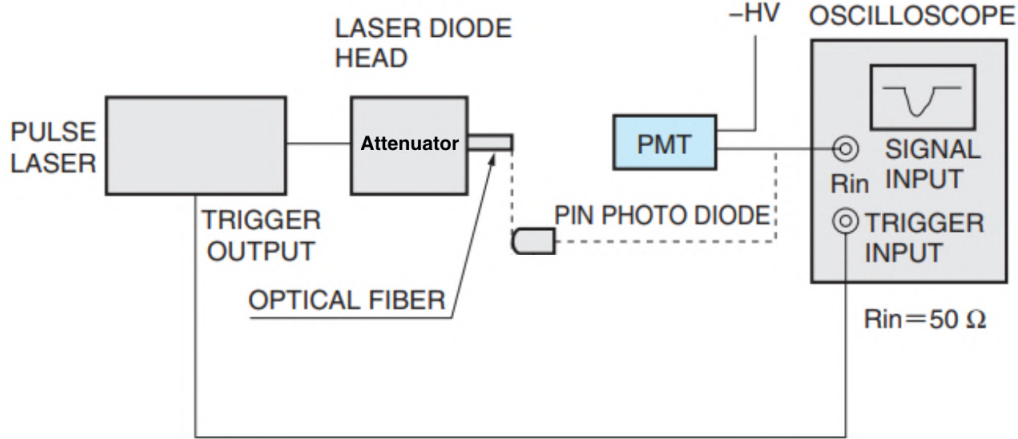 LASER DIODE
HEAD
–HV
OSCILLOSCOPE
PULSE
LASER
Attenuator
PMT
SIGNAL
INPUT
Rin
TRIGGER
OUTPUT
PIN PHOTO DIODE
TRIGGER
INPUT
OPTICAL FIBER
Rin=50 Ω